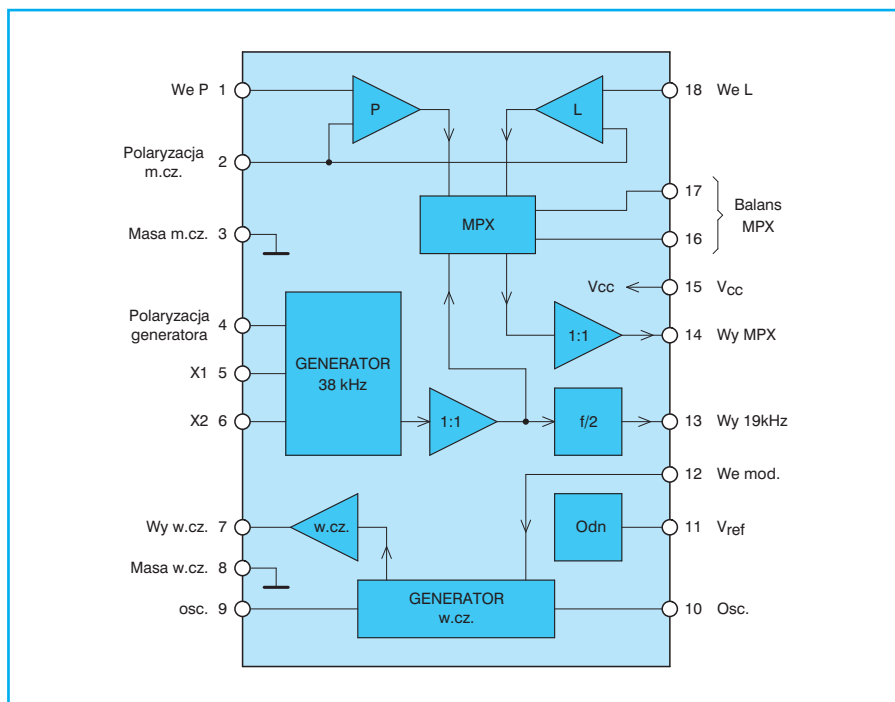 We P 1
P
L
18 We L
Polaryzacja
m.cz.
2
17
MPX
Balans
MPX
16
Masa m.cz. 3
Vcc
15 VCC
Polaryzacja
generatora
4
1:1
14 Wy MPX
GENERATOR
38 kHz
X1 5
X2 6
1:1
f/2
13 Wy 19kHz
12 We mod.
Wy w.cz. 7
w.cz.
Odn
11 Vref
Masa w.cz. 8
GENERATOR
w.cz.
osc. 9
10 Osc.